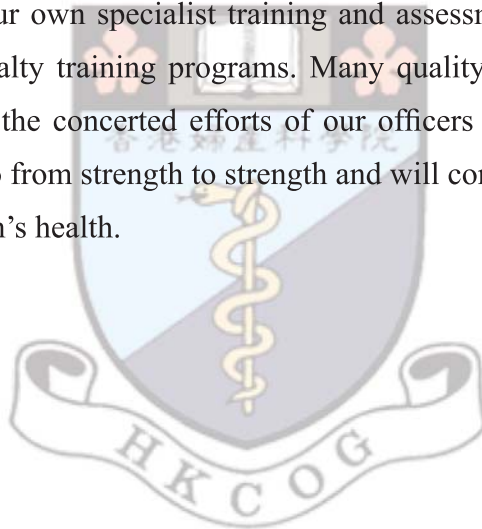 ur own specialist training and assessm
alty training programs. Many quality
the concerted efforts of our officers
from strength to strength and will con
n's health.
香港婦產科學院
HKCOG